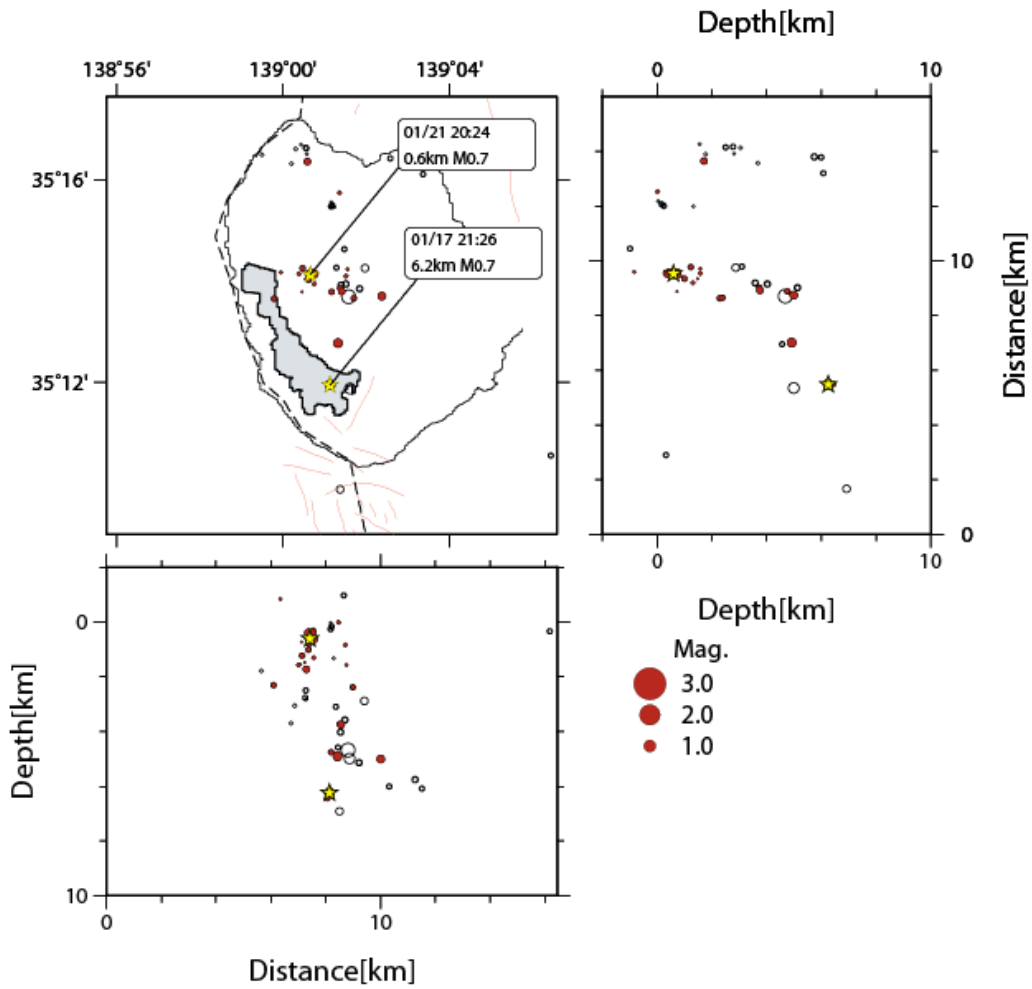 Depth[km]
138°56'
139°00'
139°04'
0
10
01/21 20:24
0.6km M0.7
35°16'
01/17 21:26
6.2km M0.7
10
Distance[km]
35°12'
0
0
10
Depth[km]
0
Depth[km]
Mag.
3.0
2.0
1.0
10
0
10
Distance[km]